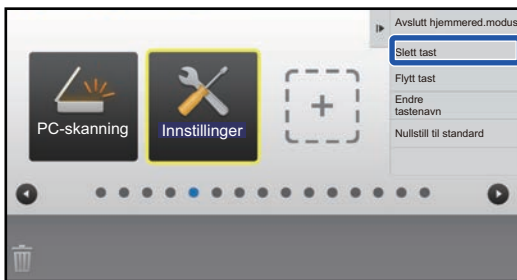 Avslutt hjemmered.modus
Slett tast
Flytt tast
Endre
tastenavn
Nullstill til standard
PC-skanning
Innstillinger